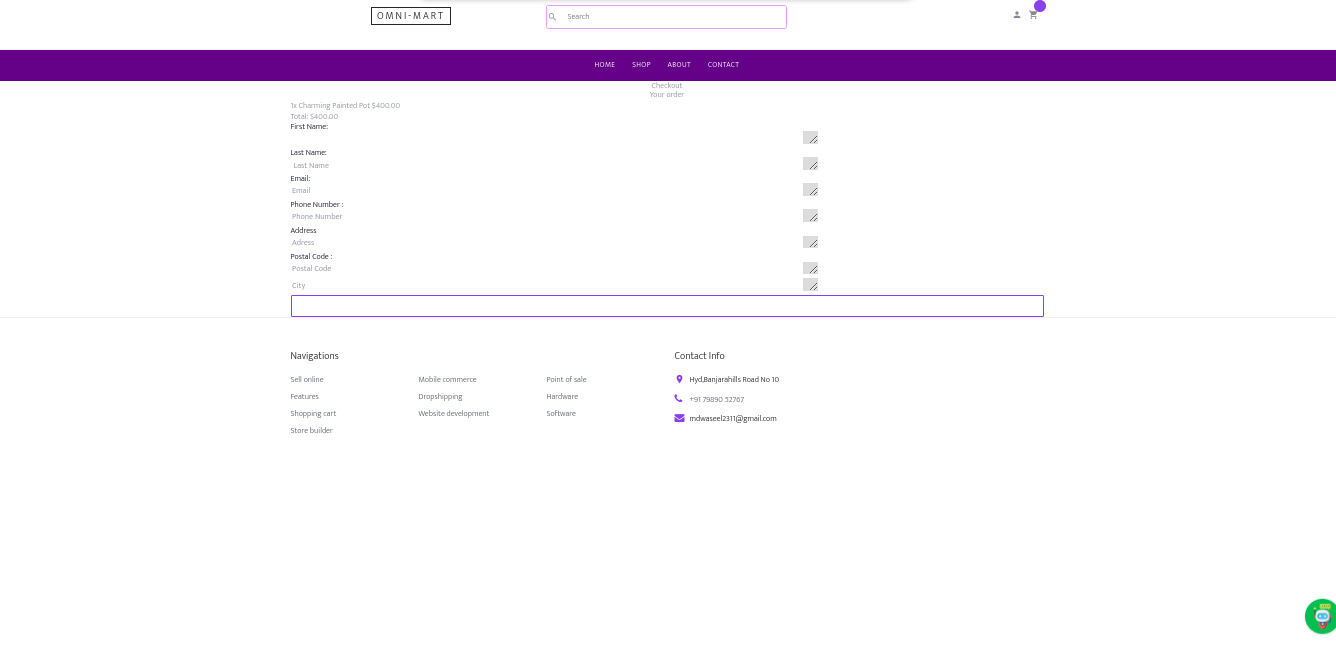 OMNI-MART
Search
HOME SHOP ABOUT CONTACT
Checkout
Your order
1x Charming Painted Pot $400.00
Total: $400.00
First Name:
Last Name:
Last Name
Email:
Email
Phone Number :
Phone Number
Address
Adress
Postal Code :
Postal Code
City
Navigations
Sell online
Features
Shopping cart
Store builder
Mobile commerce
Dropshipping
Website development
Point of sale
Hardware
Software
Contact Info
Hyd,Banjarahills Road No 10
+91 79890 52767
mdwaseel2311@gmail.com